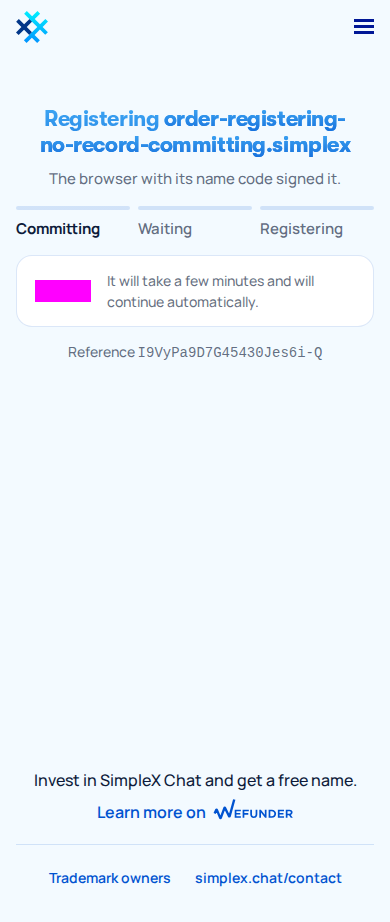 Registering order-registering-
no-record-committing.simplex
The browser with its name code signed it.
Committing
Waiting
Registering
It will take a few minutes and will
continue automatically.
Reference I9VyPa9D7G45430Jes6i-Q
Invest in SimpleX Chat and get a free name.
Learn more on WEFUNDER
Trademark owners
simplex.chat/contact